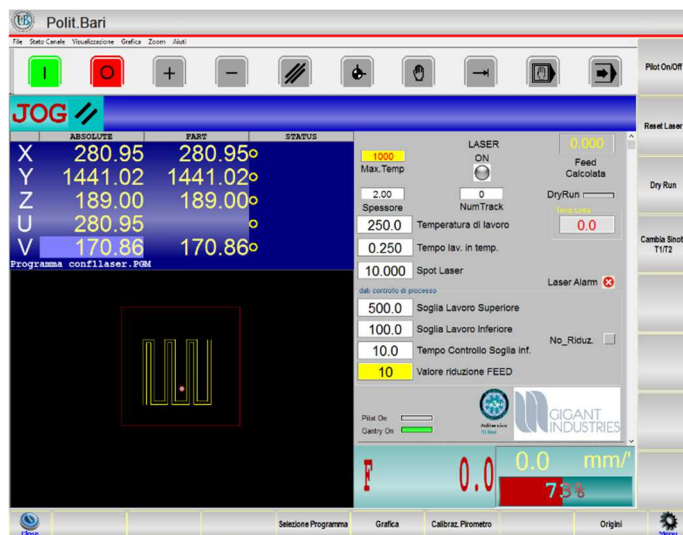 Polit.Bari
File Stato Canale Visualizzazione Grafica Zoom Aiuti
Pilot On/Off
JOG
Reset Laser
ABSOLUTE PART STATUS
X 280.95 280.95
Y 1441.02 1441.02
Z 189.00 189.00
U 280.95
V 170.86 170.86
Programma conf1laser.PGM
1000
Max.Temp
LASER
ON
0.000
Feed
Calcolata
2.00
Spessore
0
NumTrack
DryRun
Dry Run
250.0 Temperatura di lavoro
0.0
0.250 Tempo lav. in temp.
Cambia Sinot
T1/T2
10.000 Spot Laser
Laser Alarm
dati controllo di processo
500.0 Soglia Lavoro Superiore
100.0 Soglia Lavoro Inferiore
No_Riduz.
10.0 Tempo Controllo Soglia inf.
10 Valore riduzione FEED
Pilot On
Gantry On
Politecnico
GIGANT
INDUSTRIES
F 0.0
0.0 mm/'
73%
Close
Selezione Programma
Grafica
Calibraz. Pirometro
Origini
Menu